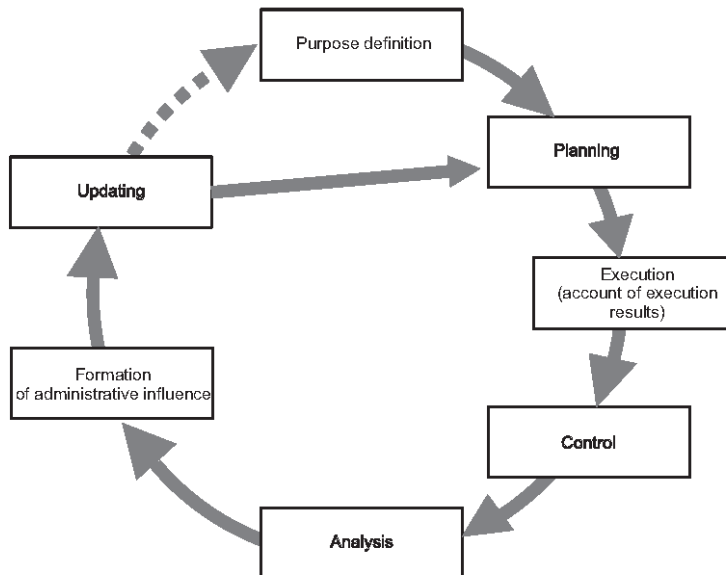 Purpose definition
Planning
Updating
Execution
(account of execution
results)
Formation
of administrative influence
Control
Analysis